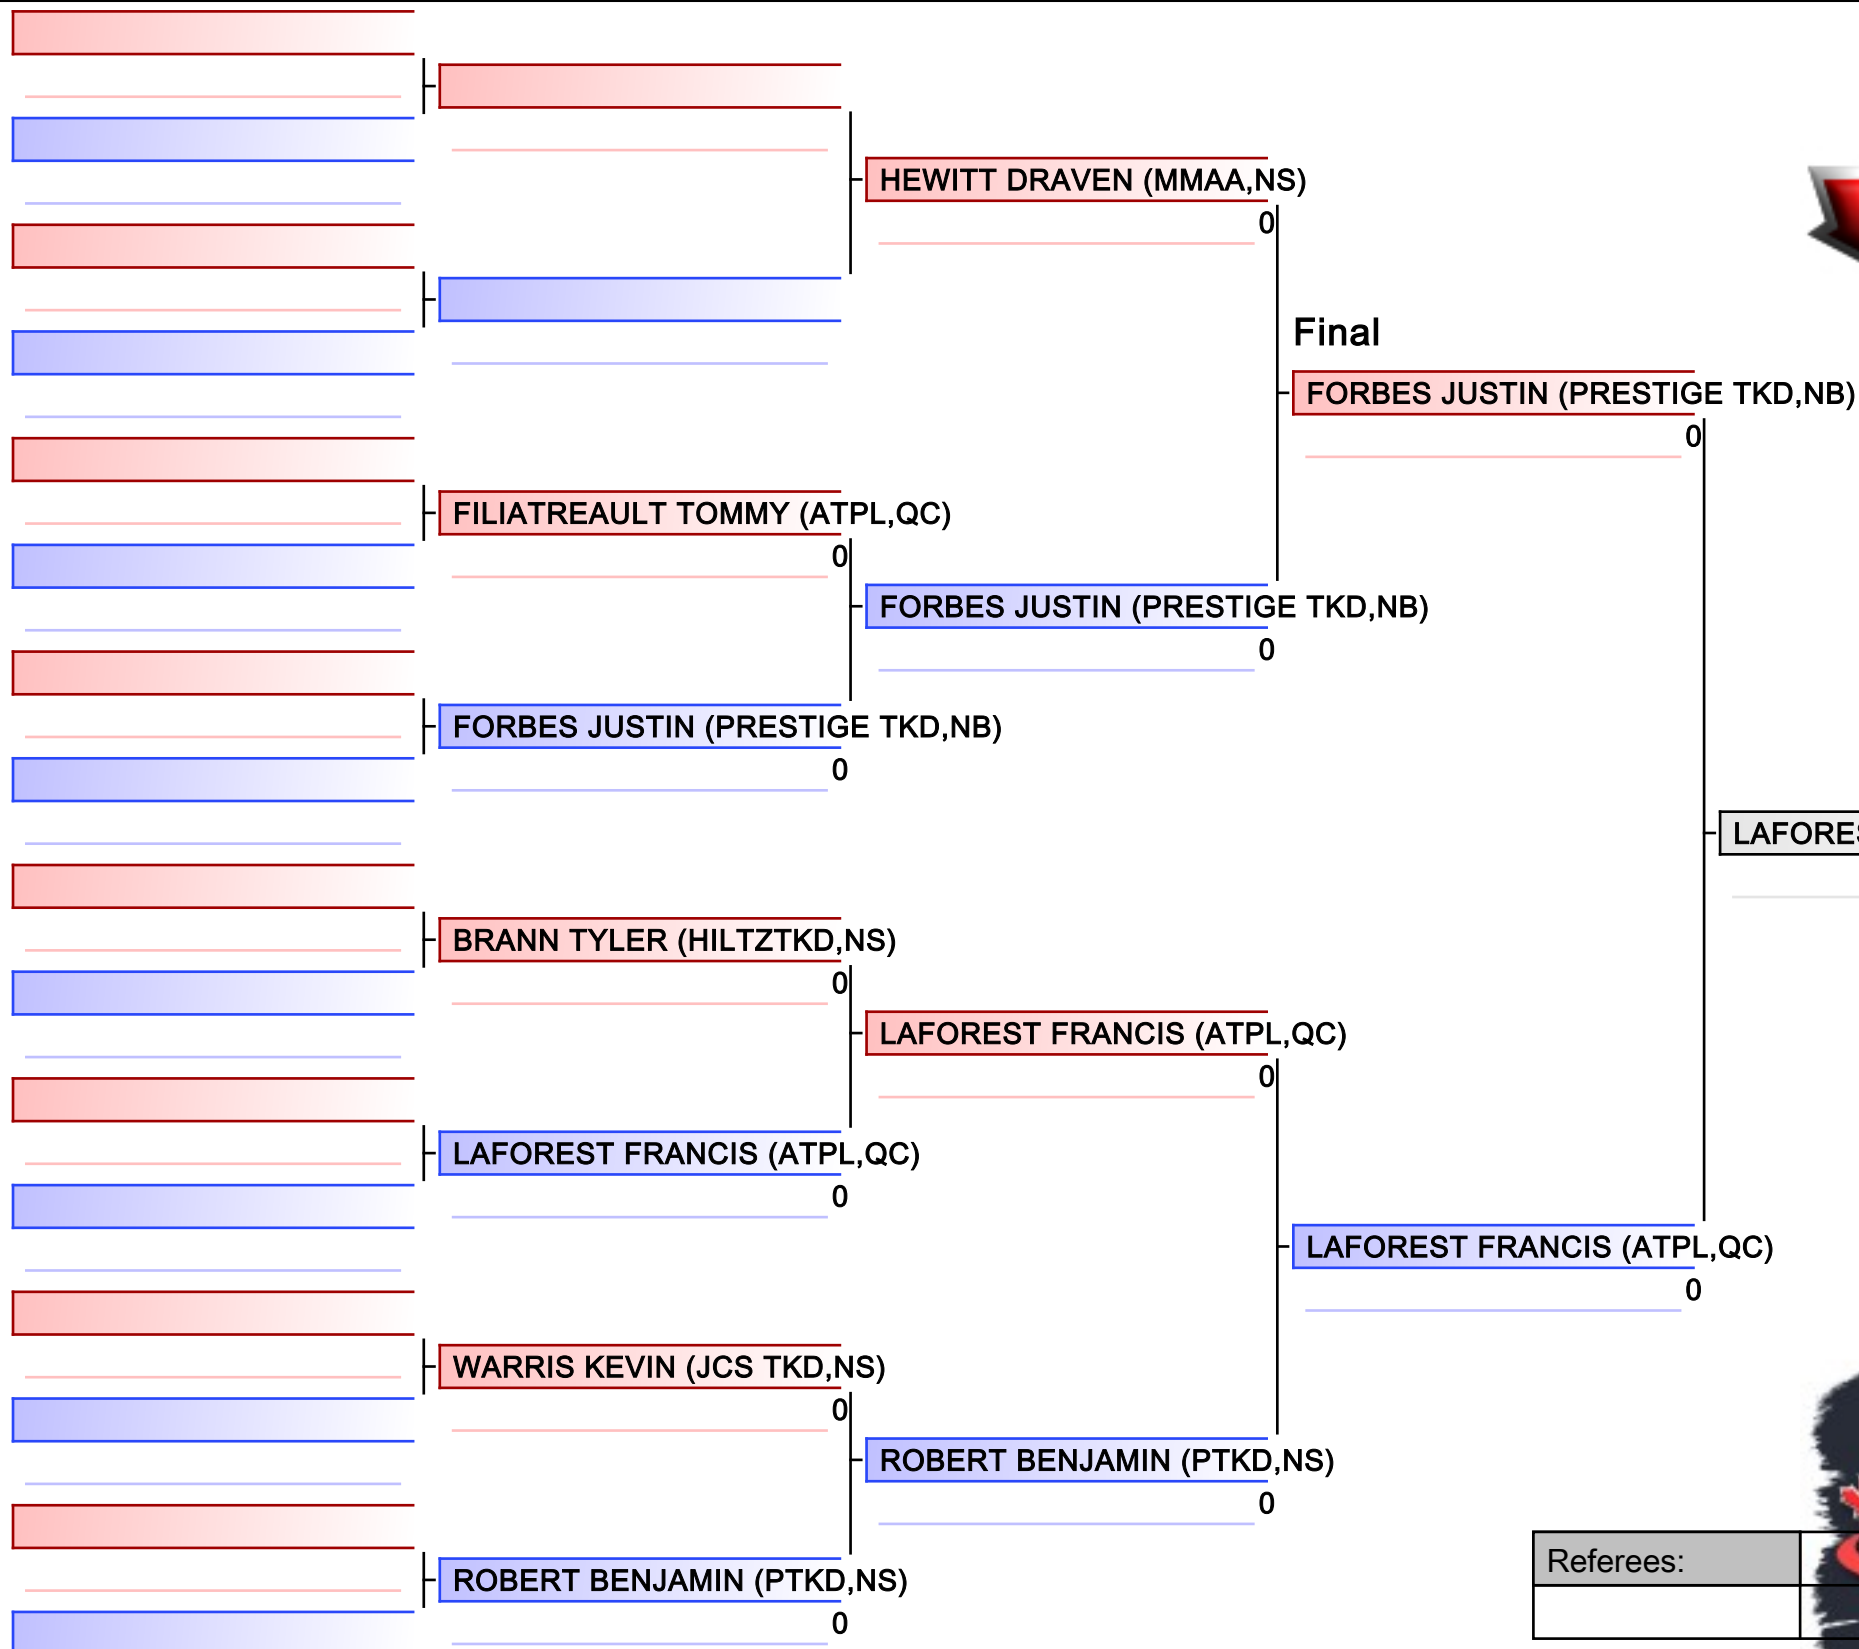 HEWITT DRAVEN (MMAA,NS)
0
Final
FORBES JUSTIN (PRESTIGE TKD,NB)
0
FILIATREAULT TOMMY (ATPL,QC)
0
FORBES JUSTIN (PRESTIGE TKD,NB)
0
FORBES JUSTIN (PRESTIGE TKD,NB)
0
LAFORES
BRANN TYLER (HILTZTKD,NS)
0
LAFOREST FRANCIS (ATPL,QC)
0
LAFOREST FRANCIS (ATPL,QC)
0
LAFOREST FRANCIS (ATPL,QC)
0
WARRIS KEVIN (JCS TKD,NS)
0
ROBERT BENJAMIN (PTKD,NS)
0
ROBERT BENJAMIN (PTKD,NS)
0
Referees: